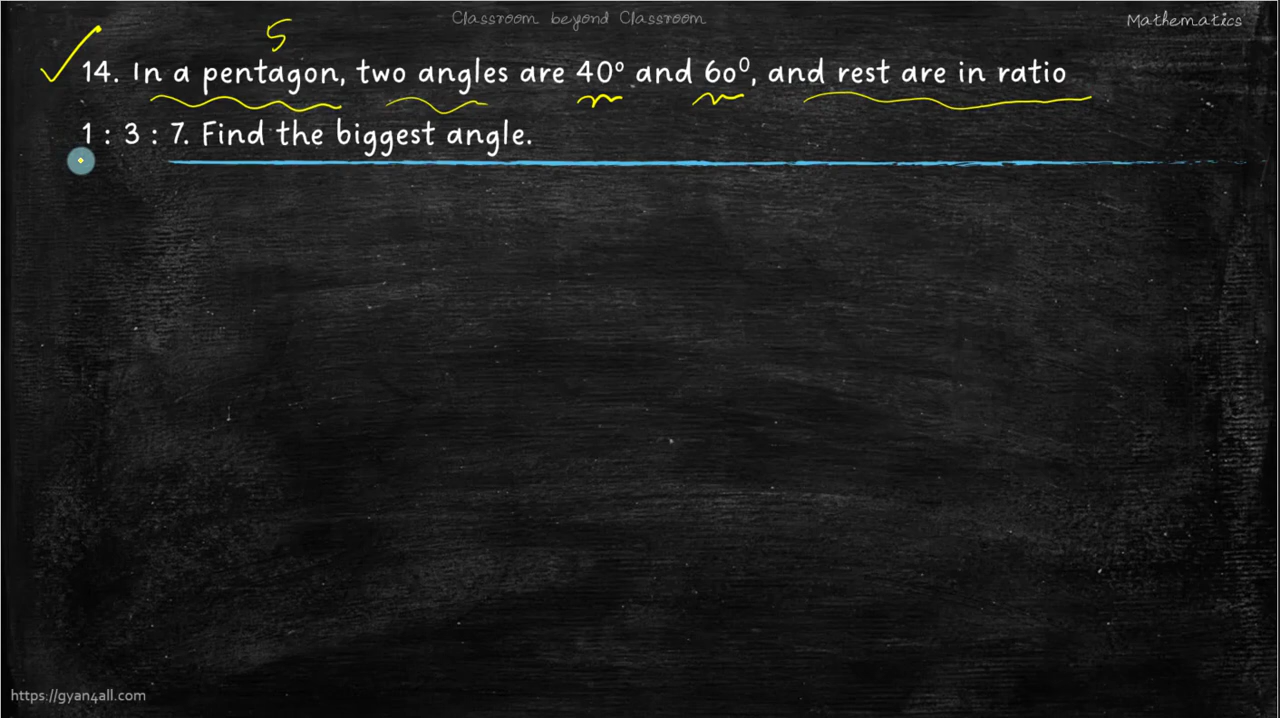 Classroom beyond Classroom
Mathematics
5
14. In a pentagon, two angles are 40° and 60⁰, and rest are in ratio
1 : 3 : 7. Find the biggest angle.
https://gyan4all.com